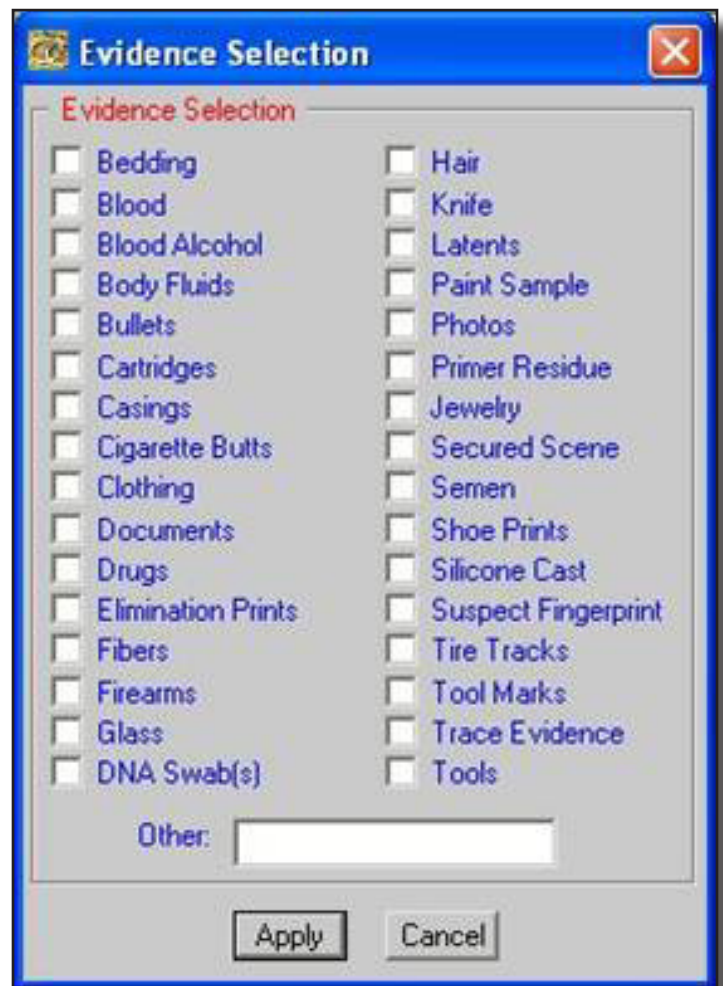 Evidence Selection
Evidence Selection
Bedding
Blood
Blood Alcohol
Body Fluids
Bullets
Cartridges
Casings
Cigarette Butts
Clothing
Documents
Drugs
Elimination Prints
Fibers
Firearms
Glass
DNA Swab(s)
Hair
Knife
Latents
Paint Sample
Photos
Primer Residue
Jewelry
Secured Scene
Semen
Shoe Prints
Silicone Cast
Suspect Fingerprint
Tire Tracks
Tool Marks
Trace Evidence
Tools
Other:
Apply
Cancel